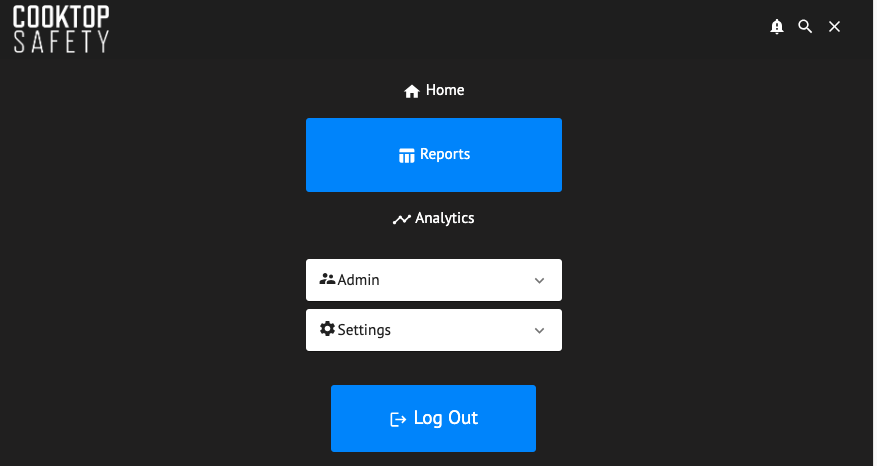 COOKTOP
SAFETY
Home
Reports
Analytics
Admin
Settings
Log Out